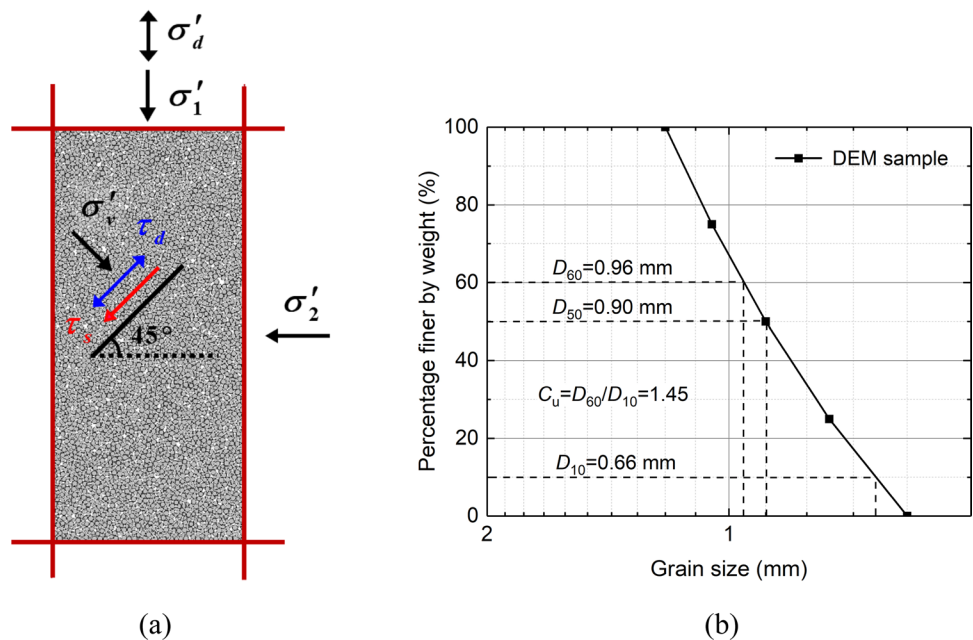 σ′d
σ′1
σ′v
τd
τs
45°
σ′2
(a)
100
80
60
40
20
0
Percentage finer by weight (%)
DEM sample
D60=0.96 mm
D50=0.90 mm
Cu=D60/D10=1.45
D10=0.66 mm
2
1
Grain size (mm)
(b)